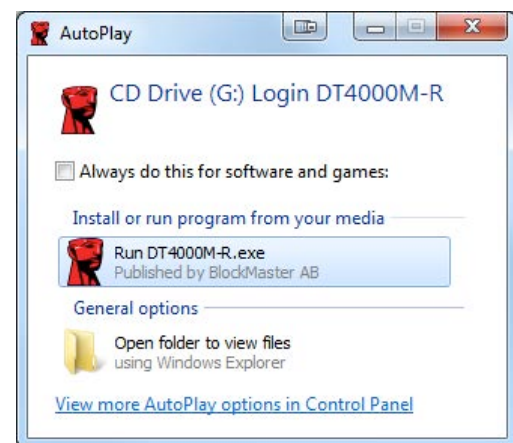 AutoPlay
CD Drive (G:) Login DT4000M-R
Always do this for software and games:
Install or run program from your media
Run DT4000M-R.exe
Published by BlockMaster AB
General options
Open folder to view files
using Windows Explorer
View more AutoPlay options in Control Panel